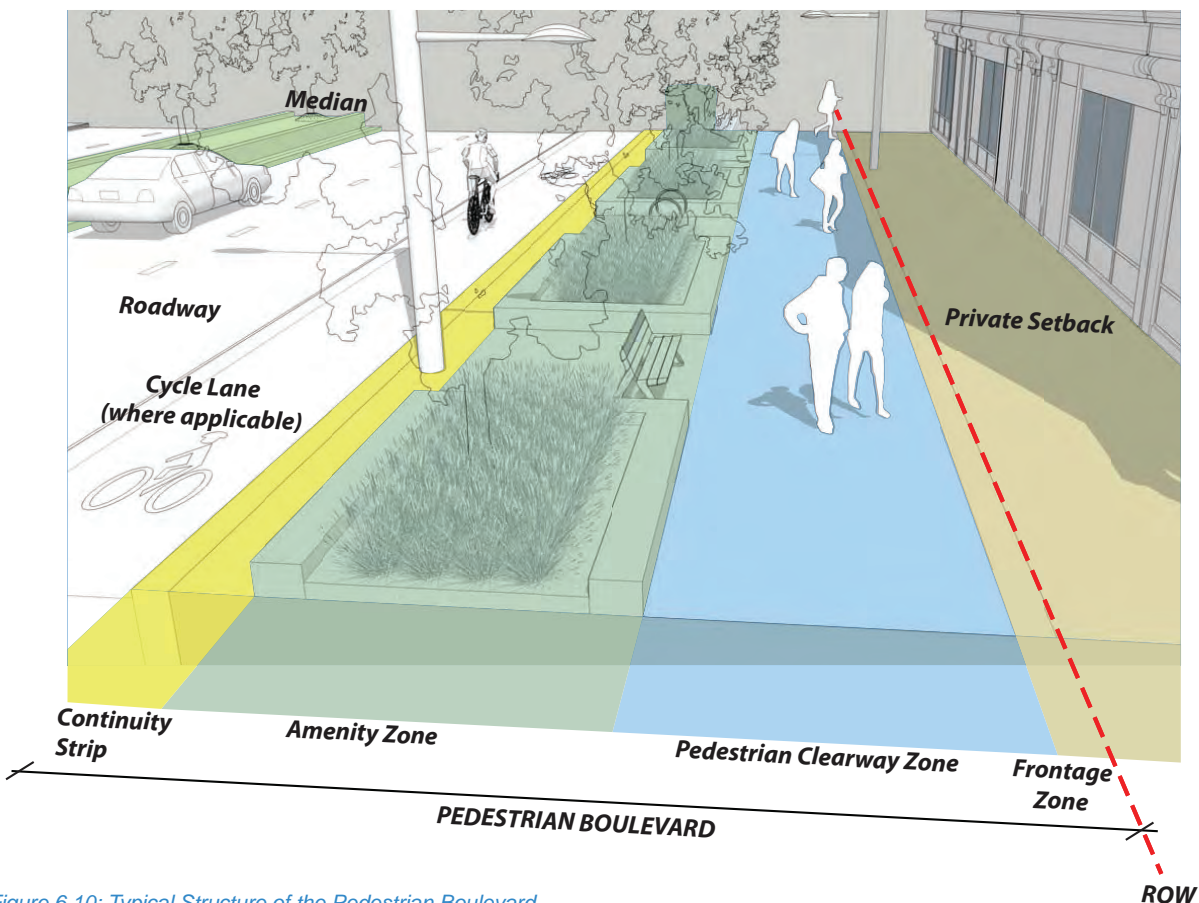 Median
Roadway
Private Setback
Cycle Lane
(where applicable)
Continuity
Strip
Amenity Zone
Pedestrian Clearway Zone
Frontage
Zone
PEDESTRIAN BOULEVARD
ROW
Figure 6.10: Typical Structure of the Pedestrian Boulevard